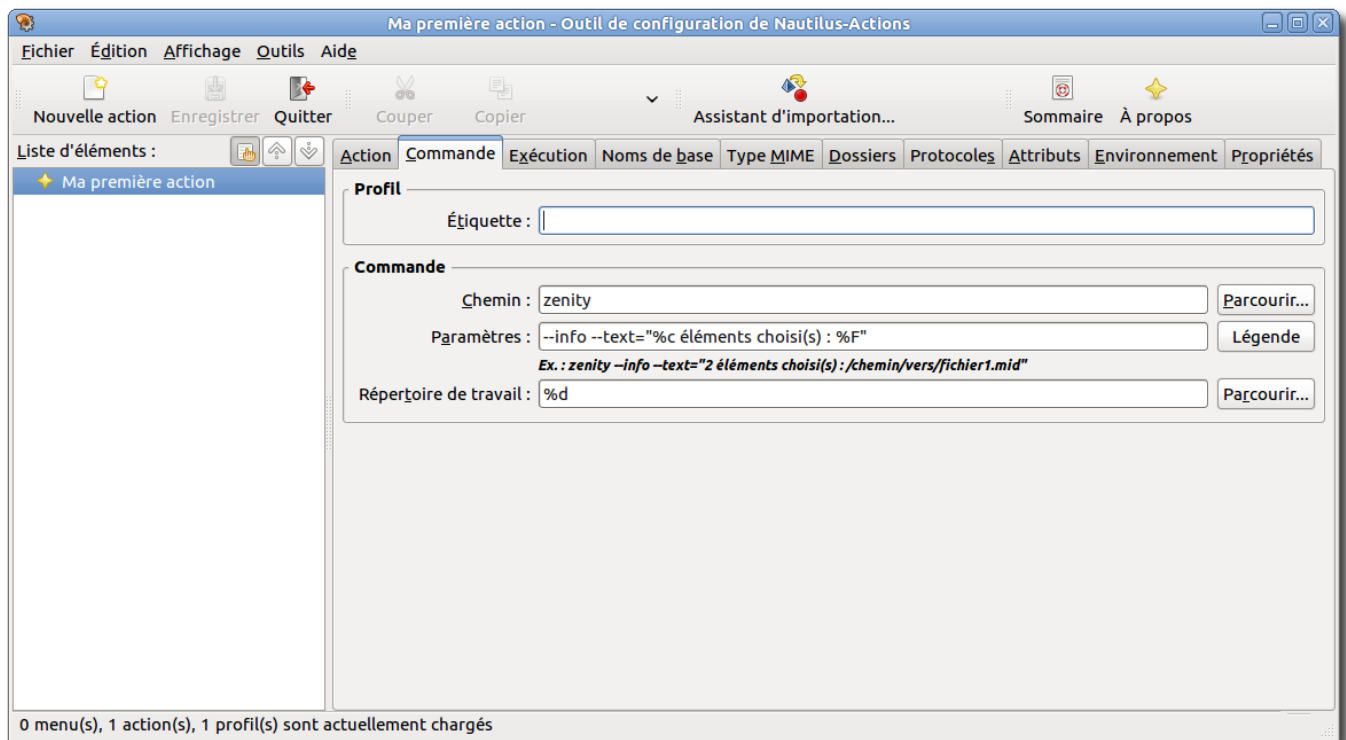 Ma première action - Outil de configuration de Nautilus-Actions
Fichier Édition Affichage Outils Aide
Nouvelle action Enregistrer Quitter Couper Copier Assistant d'importation... Sommaire À propos
Liste d'éléments :
Action Commande Exécution Noms de base Type MIME Dossiers Protocoles Attributs Environnement Propriétés
Ma première action
Profil
Étiquette :
Commande
Chemin : zenity Parcourir...
Paramètres : --info --text="%c éléments choisi(s) : %F" Légende
Ex. : zenity --info --text="2 éléments choisi(s) : /chemin/vers/fichier1.mid"
Répertoire de travail : %d Parcourir...
0 menu(s), 1 action(s), 1 profil(s) sont actuellement chargés